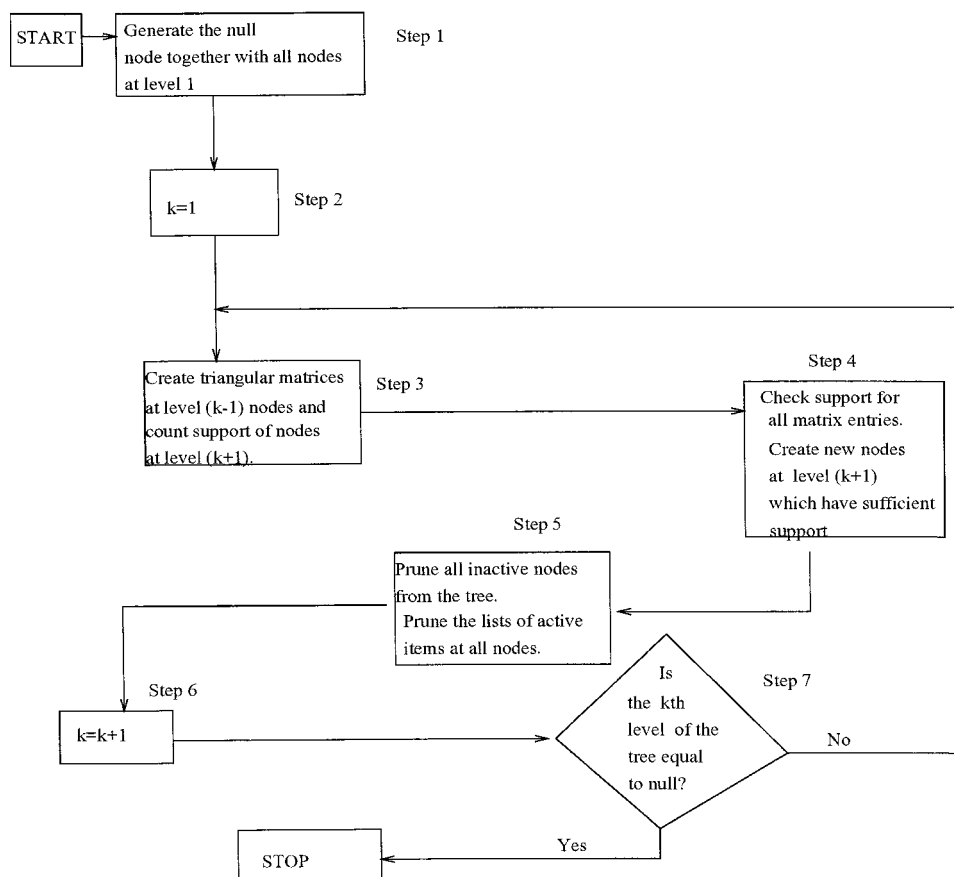 START
Generate the null
node together with all nodes
at level 1
Step 1
k=1
Step 2
Create triangular matrices
at level (k-1) nodes and
count support of nodes
at level (k+1).
Step 3
Step 4
Check support for
all matrix entries.
Create new nodes
at level (k+1)
which have sufficient
support
Step 5
Prune all inactive nodes
from the tree.
Prune the lists of active
items at all nodes.
Step 6
k=k+1
Step 7
Is
the kth
level of the
tree equal
to null?
No
Yes
STOP